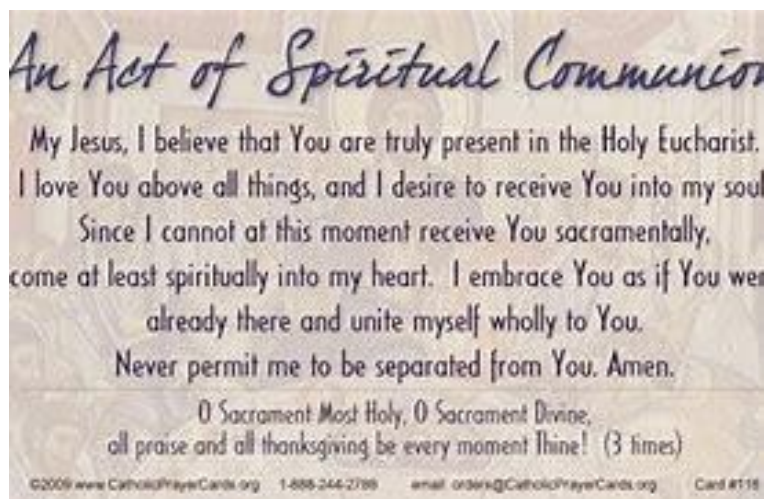 An Act of Spiritual Communion
My Jesus, I believe that You are truly present in the Holy Eucharist.
I love You above all things, and I desire to receive You into my soul
Since I cannot at this moment receive You sacramentally,
come at least spiritually into my heart. I embrace You as if You wer
already there and unite myself wholly to You.
Never permit me to be separated from You. Amen.
O Sacrament Most Holy, O Sacrament Divine,
all praise and all thanksgiving be every moment Thine! (3 times)
©2009 www.CatholicPrayerCards.org 1-888-244-2786 email: orders@CatholicPrayerCards.org Card #118